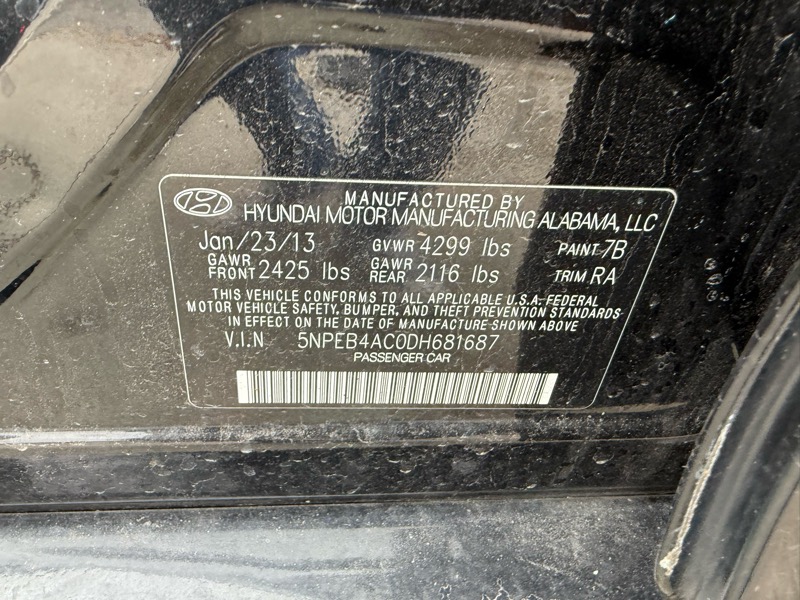 MANUFACTURED BY
HYUNDAI MOTOR MANUFACTURING ALABAMA, LLC
Jan/23/13 GVWR 4299 lbs PAINT 7B
GAWR FRONT 2425 lbs GAWR REAR 2116 lbs TRIM RA
THIS VEHICLE CONFORMS TO ALL APPLICABLE U.S.A. FEDERAL
MOTOR VEHICLE SAFETY, BUMPER, AND THEFT PREVENTION STANDARDS
IN EFFECT ON THE DATE OF MANUFACTURE SHOWN ABOVE
V.I.N 5NPEB4AC0DH681687
PASSENGER CAR